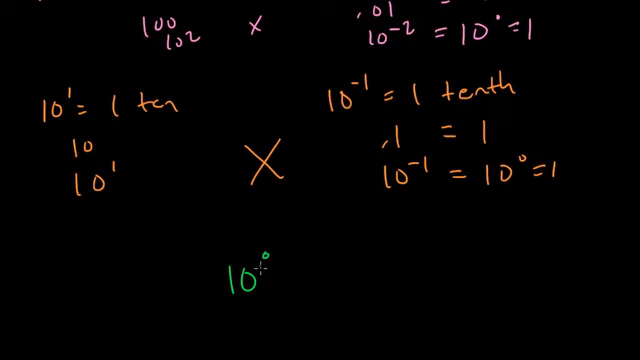 100 × .01
10² 10⁻² = 10⁰ = 1
10¹ = 1 ten 10⁻¹ = 1 tenth
10 .1 = 1
10¹ × 10⁻¹ = 10⁰ = 1
10⁰